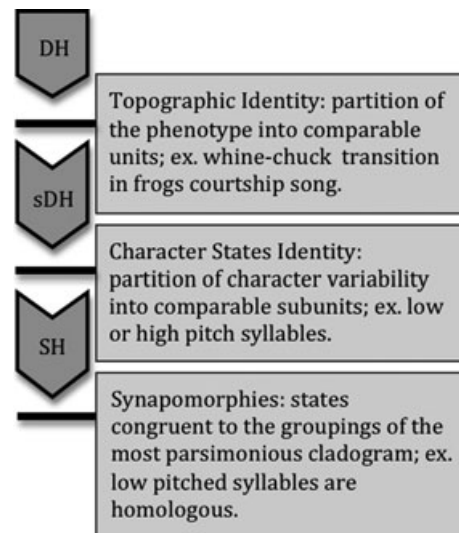 DH
Topographic Identity: partition of
the phenotype into comparable
units; ex. whine-chuck transition
in frogs courtship song.
sDH
Character States Identity:
partition of character variability
into comparable subunits; ex. low
or high pitch syllables.
SH
Synapomorphies: states
congruent to the groupings of the
most parsimonious cladogram; ex.
low pitched syllables are
homologous.